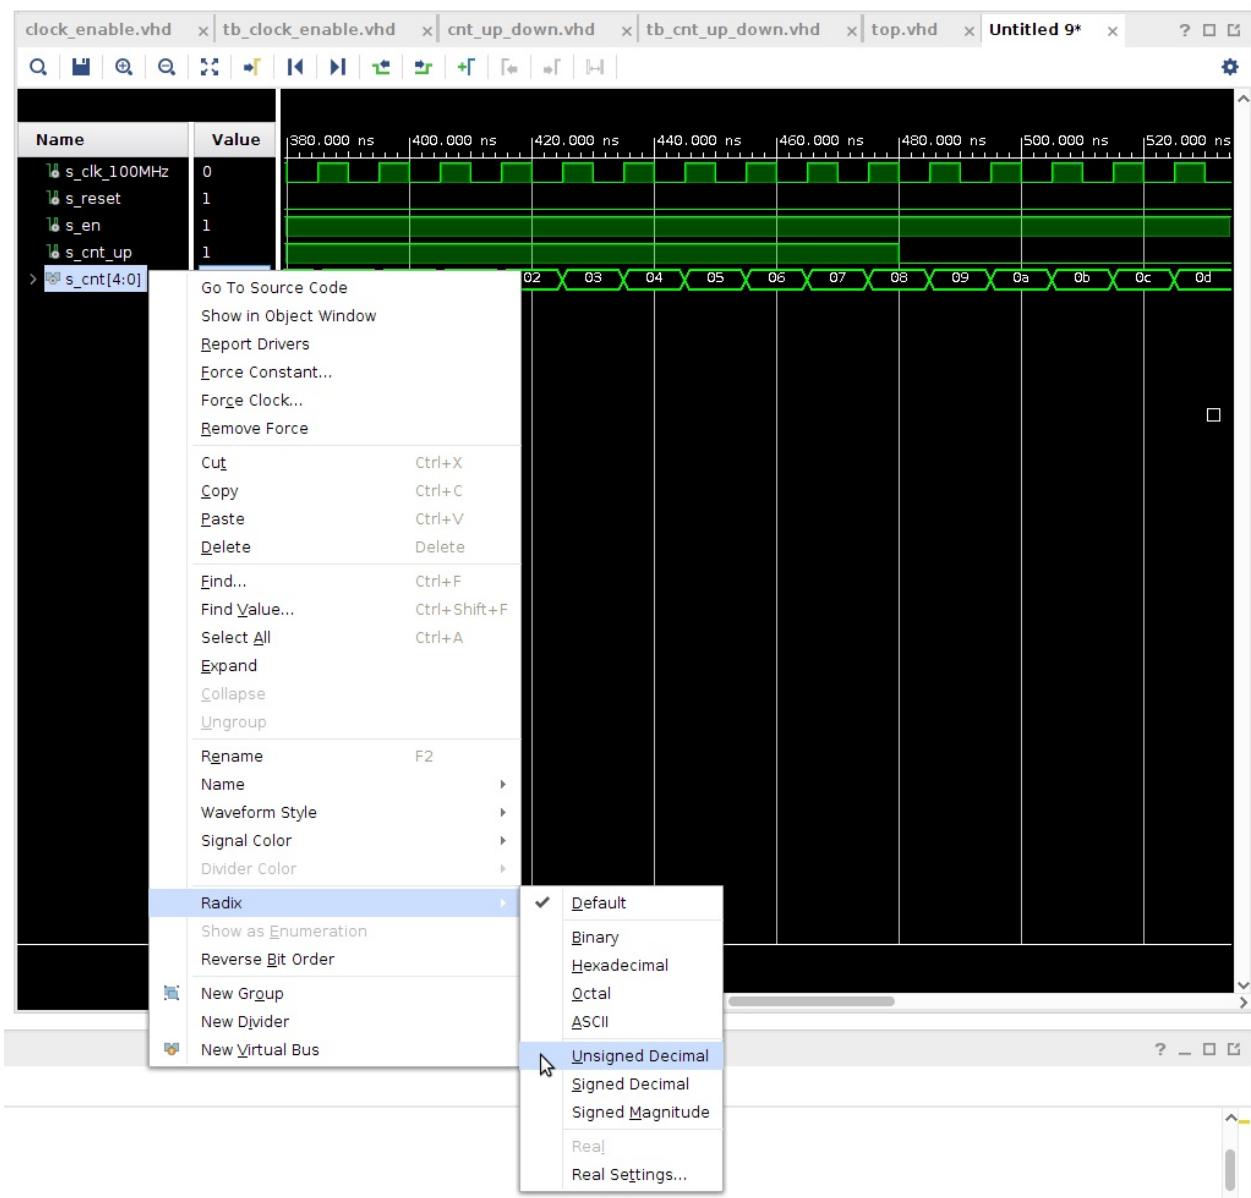 clock_enable.vhd × tb_clock_enable.vhd × cnt_up_down.vhd × tb_cnt_up_down.vhd × top.vhd × Untitled 9* × ?
Name Value 380.000 ns 400.000 ns 420.000 ns 440.000 ns 460.000 ns 480.000 ns 500.000 ns 520.000 ns
s_clk_100MHz 0
s_reset 1
s_en 1
s_cnt_up 1
s_cnt[4:0] 02 03 04 05 06 07 08 09 0a 0b 0c 0d
Go To Source Code
Show in Object Window
Report Drivers
Force Constant...
Force Clock...
Remove Force
Cut Ctrl+X
Copy Ctrl+C
Paste Ctrl+V
Delete Delete
Find... Ctrl+F
Find Value... Ctrl+Shift+F
Select All Ctrl+A
Expand
Collapse
Ungroup
Rename F2
Name
Waveform Style
Signal Color
Divider Color
Radix
Show as Enumeration
Reverse Bit Order
New Group
New Divider
New Virtual Bus
Default
Binary
Hexadecimal
Octal
ASCII
Unsigned Decimal
Signed Decimal
Signed Magnitude
Real
Real Settings...
?